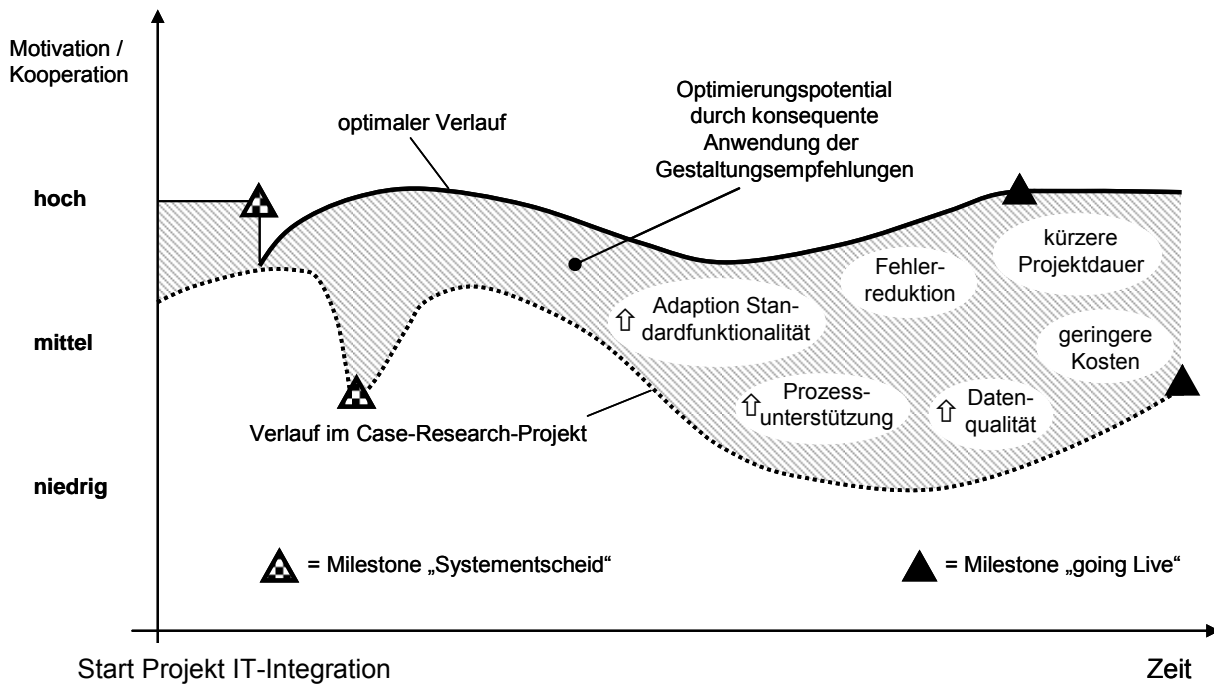 Motivation /
Kooperation
optimaler Verlauf
Optimierungspotential
durch konsequente
Anwendung der
Gestaltungsempfehlungen
hoch
mittel
niedrig
kürzere
Projektdauer
Fehler-
reduktion
⇧ Adaption Stan-
dardfunktionalität
geringere
Kosten
⇧ Prozess-
unterstützung
⇧ Daten-
qualität
Verlauf im Case-Research-Projekt
= Milestone „Systementscheid“
= Milestone „going Live“
Start Projekt IT-Integration
Zeit